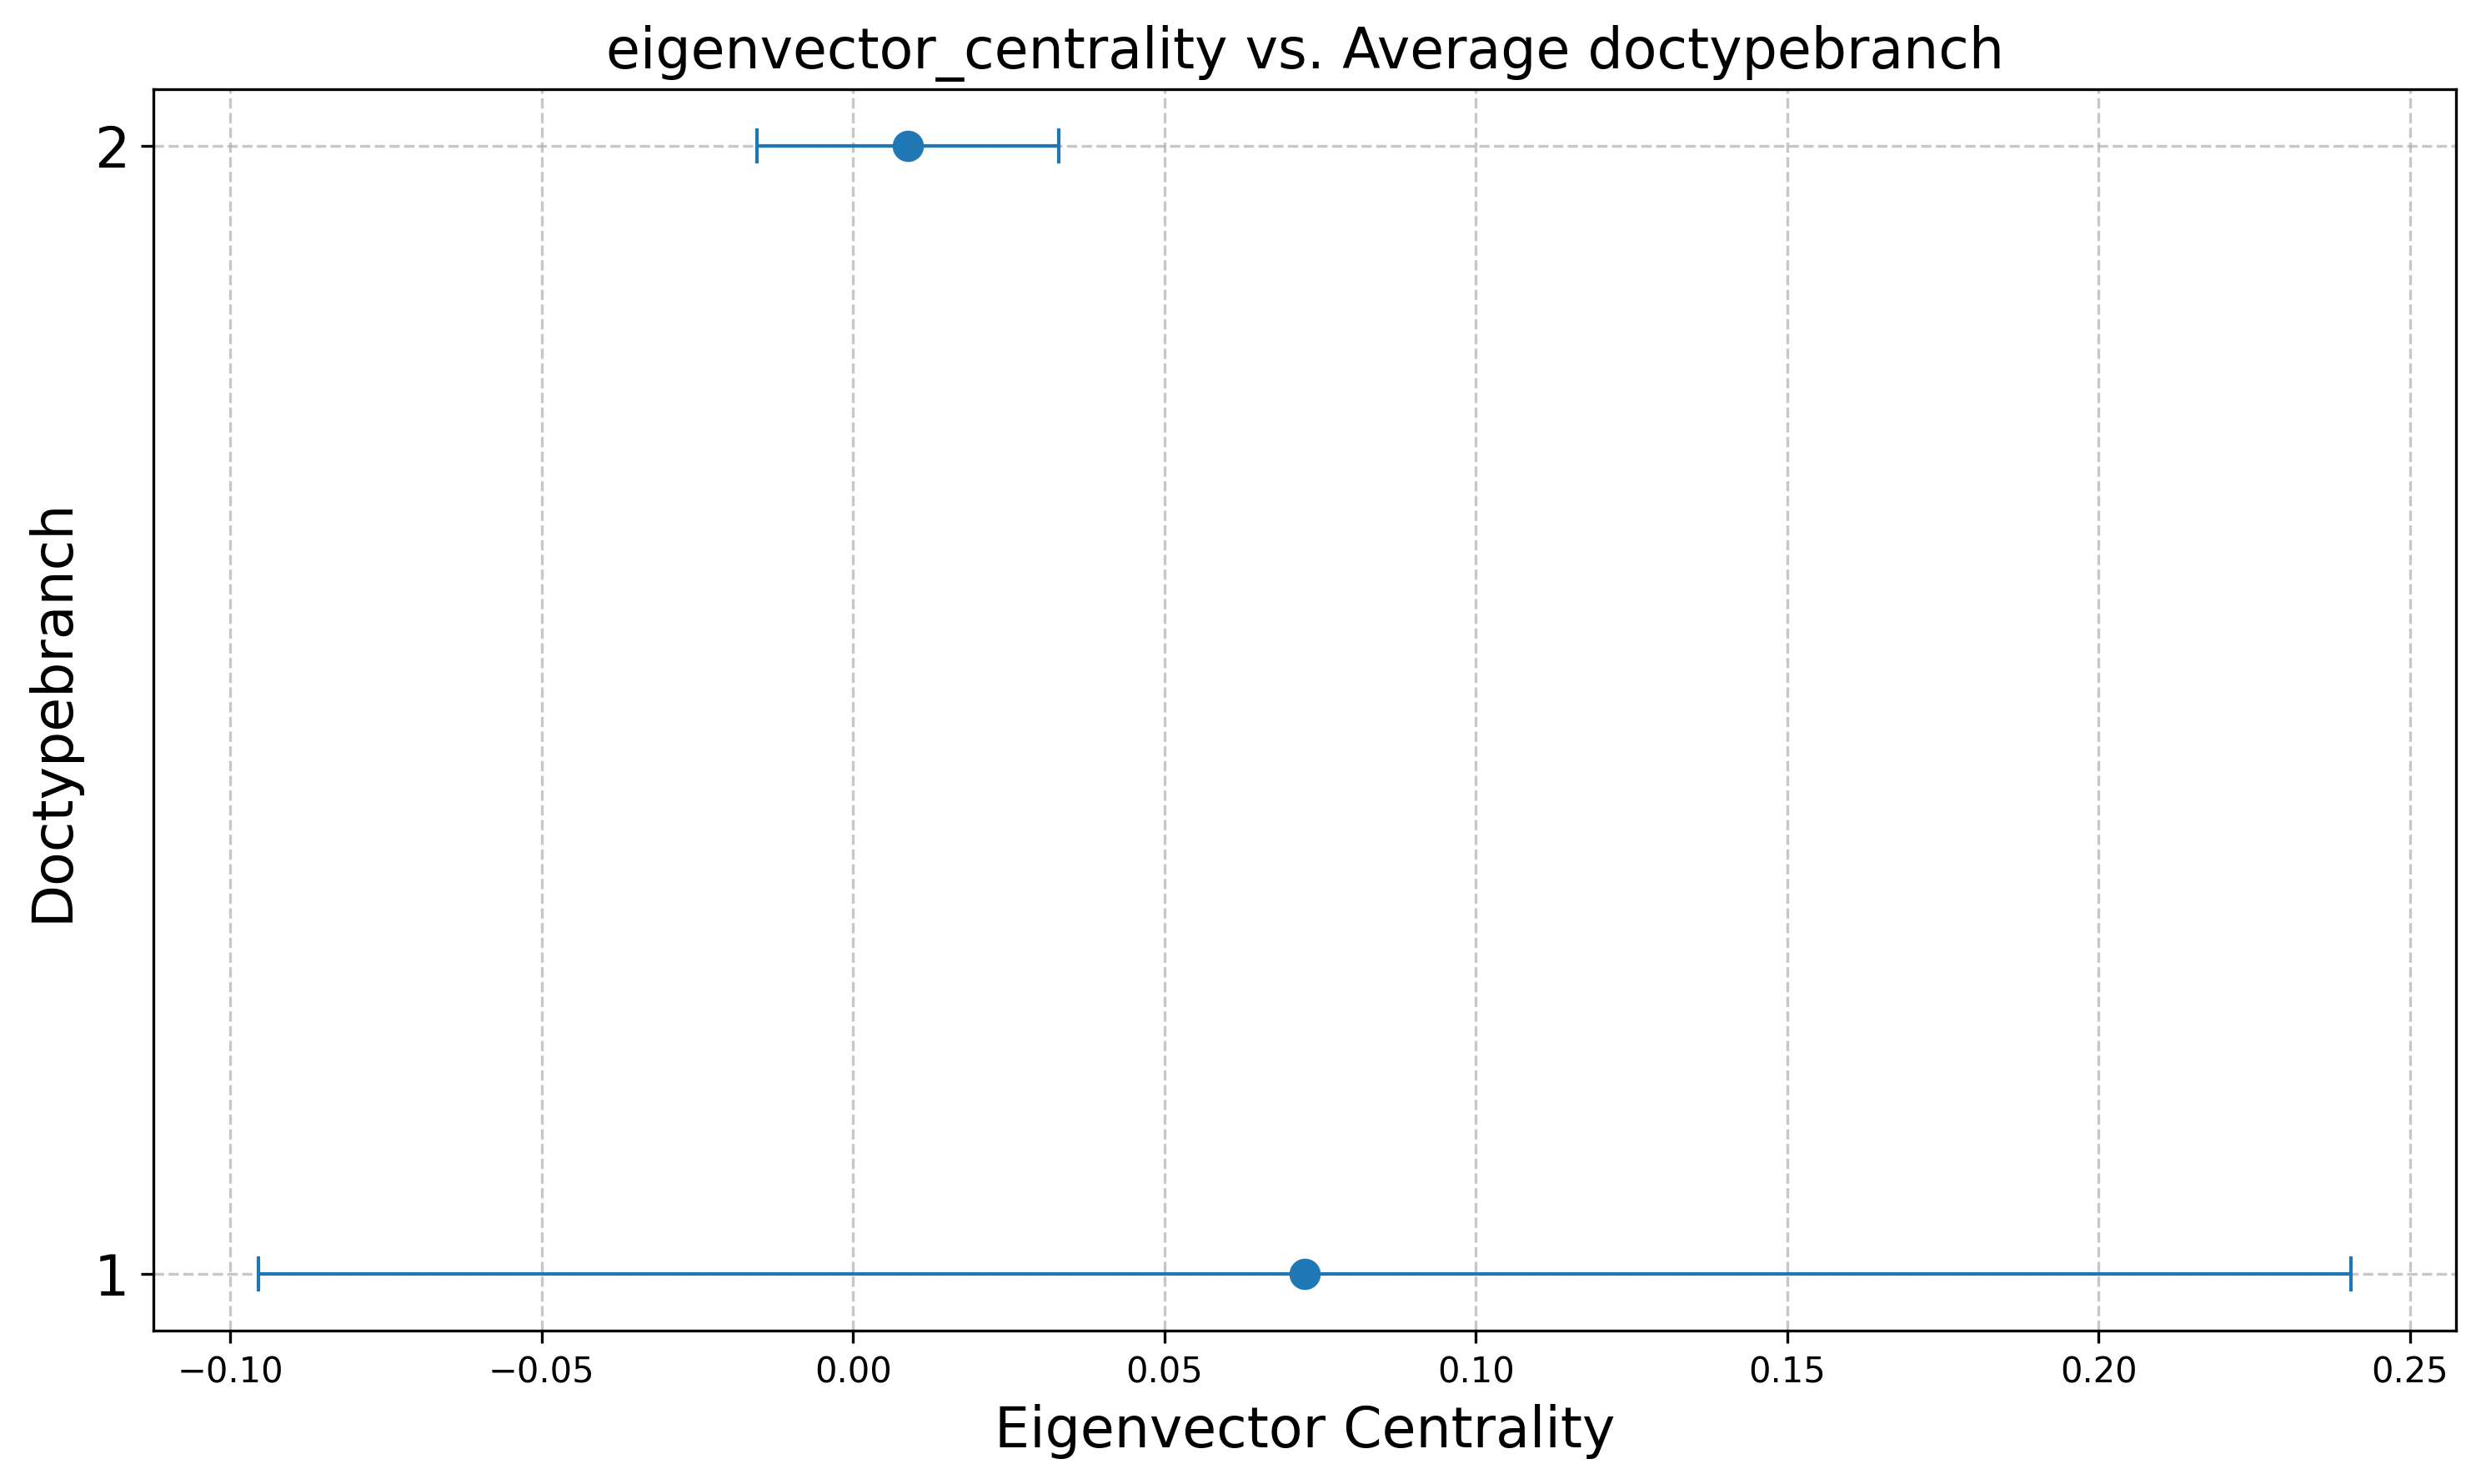 eigenvector_centrality vs. Average doctypebranch
2
Doctypebranch
1
−0.10 −0.05 0.00 0.05 0.10 0.15 0.20 0.25
Eigenvector Centrality